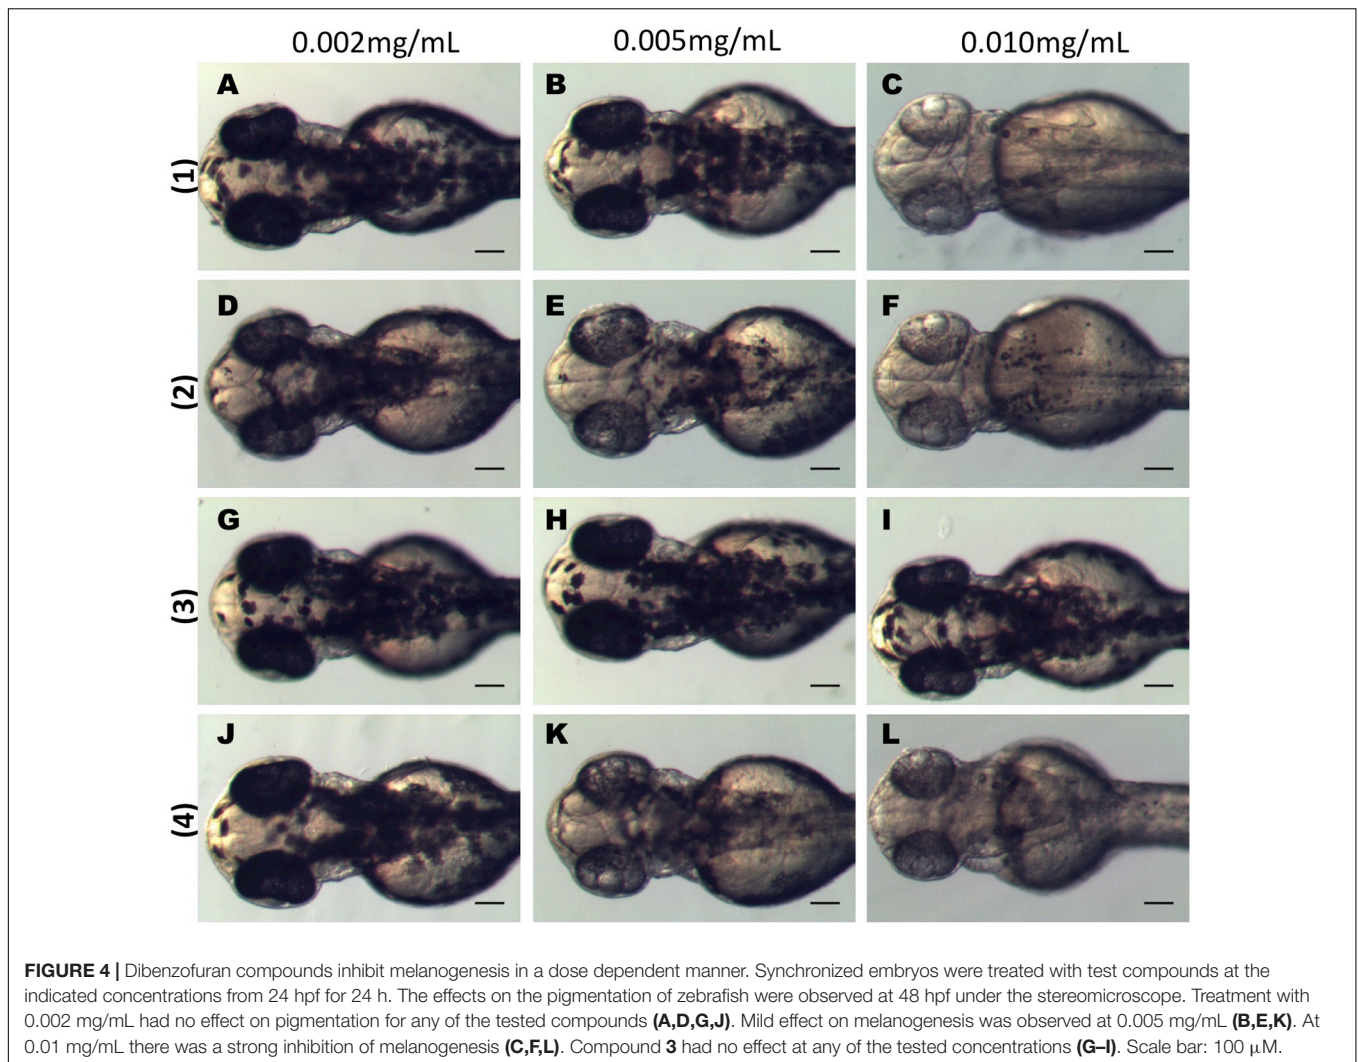 0.002mg/mL 0.005mg/mL 0.010mg/mL
A B C
(1)
D E F
(2)
G H I
(3)
J K L
(4)
FIGURE 4 | Dibenzofuran compounds inhibit melanogenesis in a dose dependent manner. Synchronized embryos were treated with test compounds at the
indicated concentrations from 24 hpf for 24 h. The effects on the pigmentation of zebrafish were observed at 48 hpf under the stereomicroscope. Treatment with
0.002 mg/mL had no effect on pigmentation for any of the tested compounds (A,D,G,J). Mild effect on melanogenesis was observed at 0.005 mg/mL (B,E,K). At
0.01 mg/mL there was a strong inhibition of melanogenesis (C,F,L). Compound 3 had no effect at any of the tested concentrations (G–I). Scale bar: 100 μM.